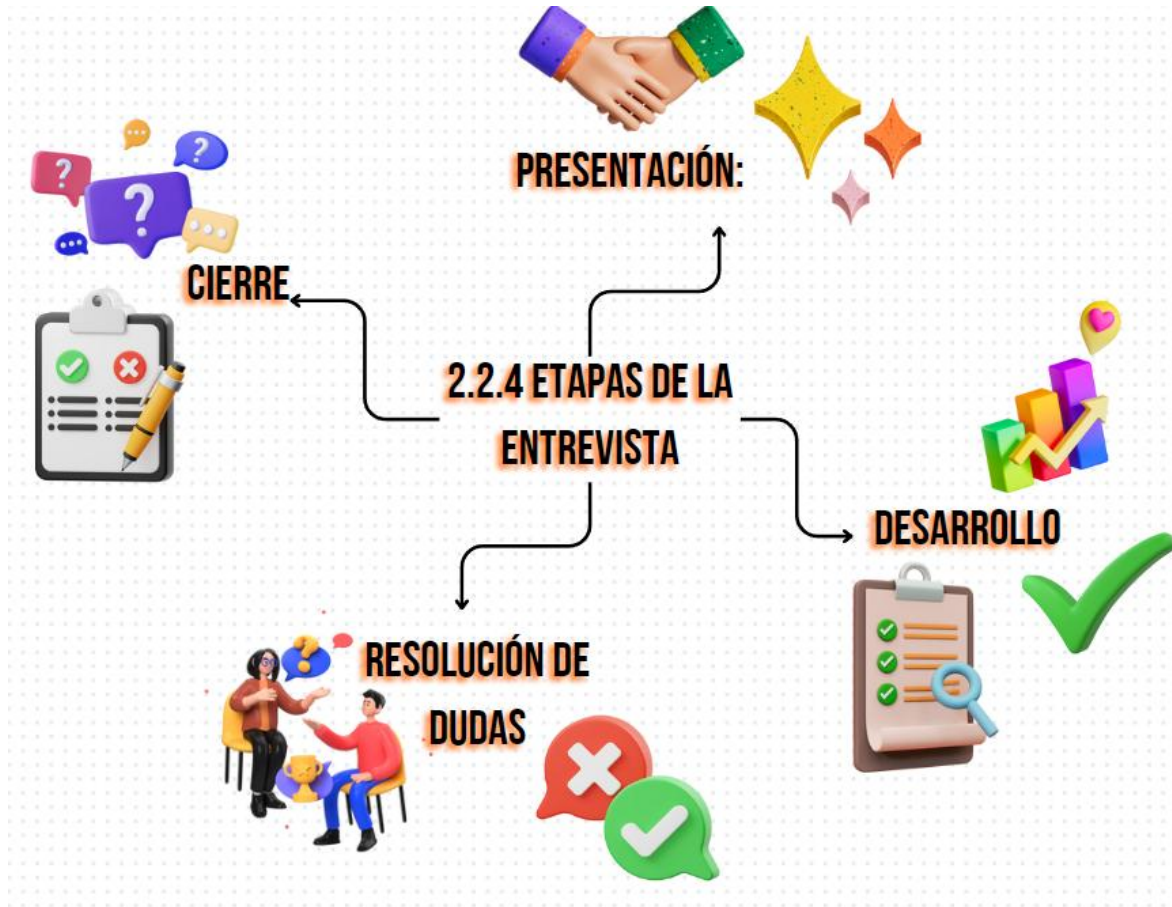 PRESENTACIÓN:
CIERRE
2.2.4 ETAPAS DE LA
ENTREVISTA
DESARROLLO
RESOLUCIÓN DE
DUDAS